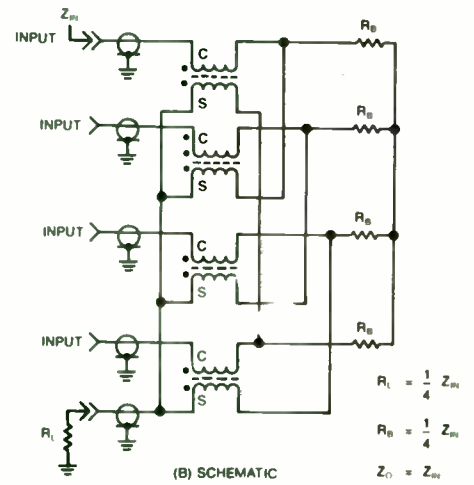 Z_IN
INPUT
R_B
C
S
INPUT
R_B
C
S
INPUT
R_B
C
S
INPUT
R_B
C
S
R_L
R_L = 1/4 Z_IN
R_B = 1/4 Z_IN
Z_O = Z_IN
(B) SCHEMATIC